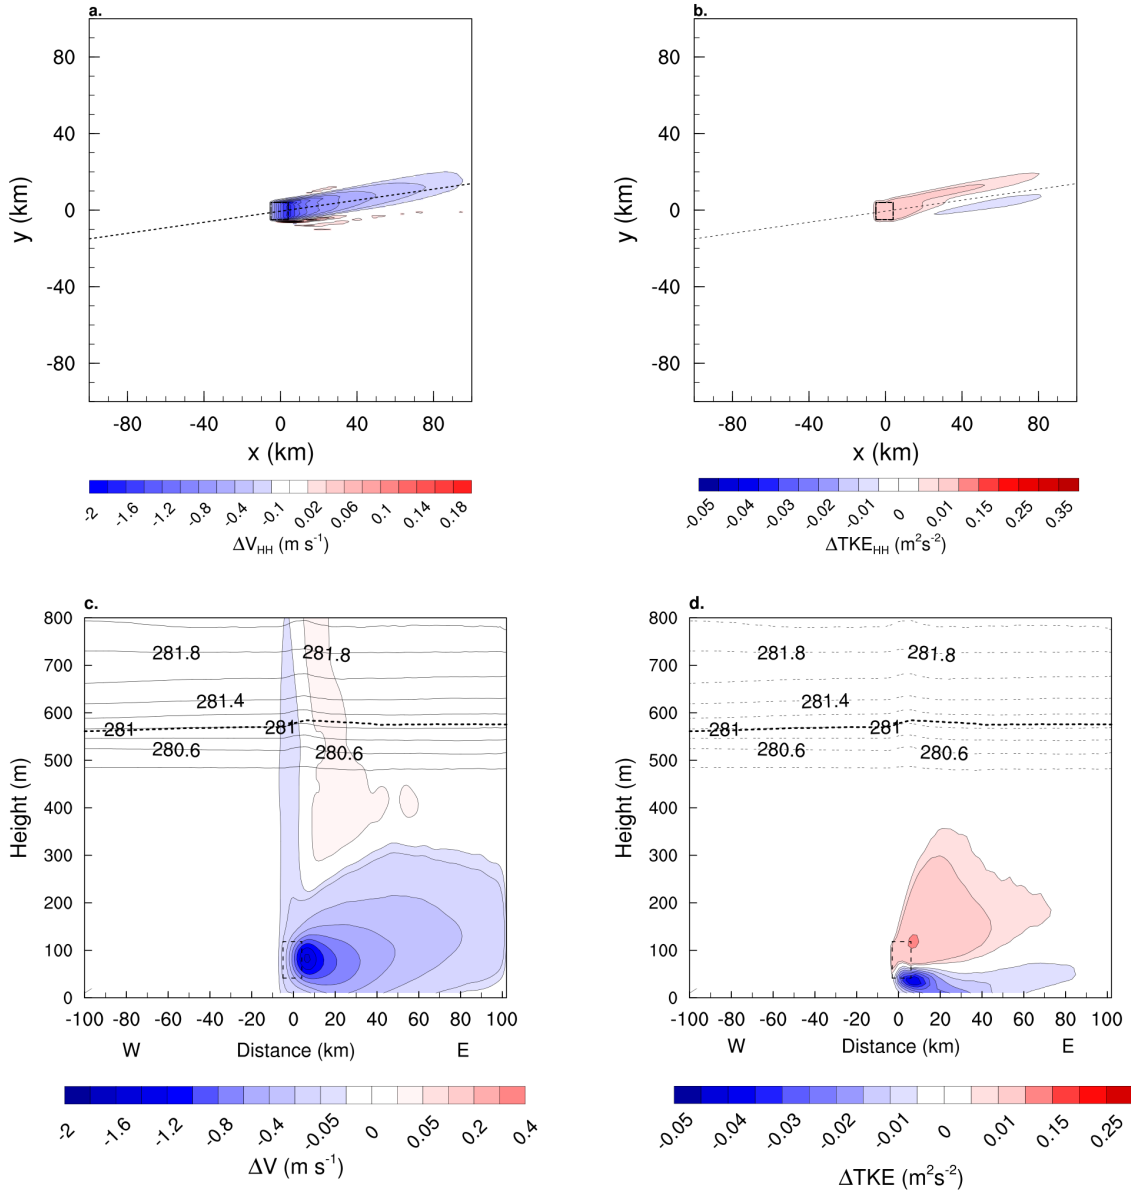 a.
80
40
0
-40
-80
y (km)
-80 -40 0 40 80
x (km)
-2 -1.6 -1.2 -0.8 -0.4 -0.1 0.02 0.06 0.1 0.14 0.18
ΔV_HH (m s⁻¹)
b.
80
40
0
-40
-80
y (km)
-80 -40 0 40 80
x (km)
-0.05 -0.04 -0.03 -0.02 -0.01 0 0.01 0.15 0.25 0.35
ΔTKE_HH (m²s⁻²)
c.
800
700
600
500
400
300
200
100
0
Height (m)
281.8 281.8
281.4
281 281
280.6 280.6
-100 -80 -60 -40 -20 0 20 40 60 80 100
W Distance (km) E
-2 -1.6 -1.2 -0.8 -0.4 -0.05 0 0.05 0.2 0.4
ΔV (m s⁻¹)
d.
800
700
600
500
400
300
200
100
0
Height (m)
281.8 281.8
281.4
281 281
280.6 280.6
-100 -80 -60 -40 -20 0 20 40 60 80 100
W Distance (km) E
-0.05 -0.04 -0.03 -0.02 -0.01 0 0.01 0.15 0.25
ΔTKE (m²s⁻²)